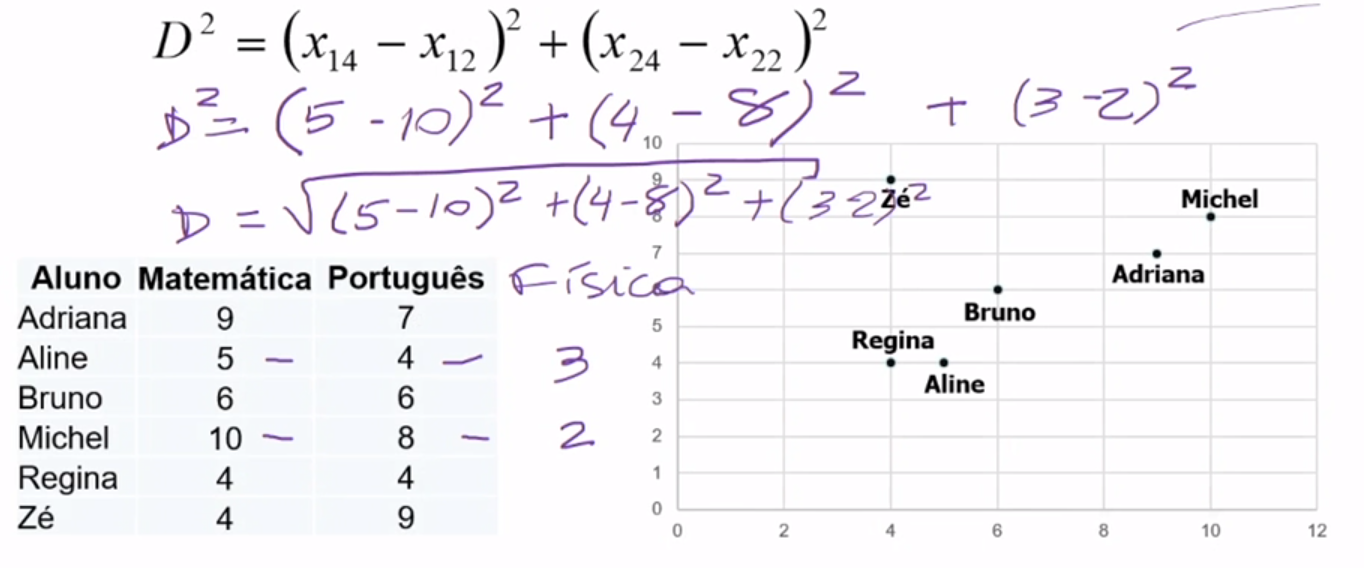 D² = (x₁₄ − x₁₂)² + (x₂₄ − x₂₂)²
D² = (5 - 10)² + (4 - 8)² + (3 - 2)²
D = √(5 - 10)² + (4 - 8)² + (3 - 2)²
Aluno Matemática Português Física
Adriana 9 7
Aline 5 – 4 – 3
Bruno 6 6
Michel 10 – 8 – 2
Regina 4 4
Zé 4 9
10
9
8
7
5
4
3
2
1
0
0 2 4 6 8 10 12
Zé
Michel
Adriana
Bruno
Regina
Aline